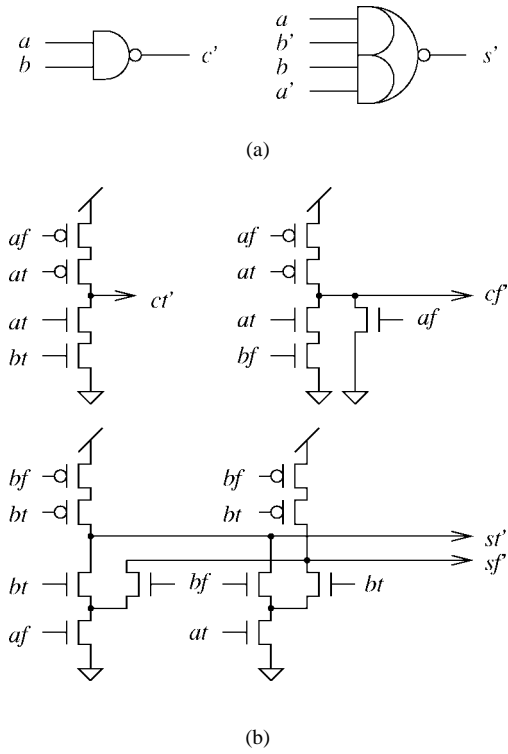 a
b
c'
a
b'
b
a'
s'
(a)
af
at
at
bt
ct'
af
at
at
bf
af
cf'
bf
bt
bt
af
bf
bt
bf
at
bt
st'
sf'
(b)